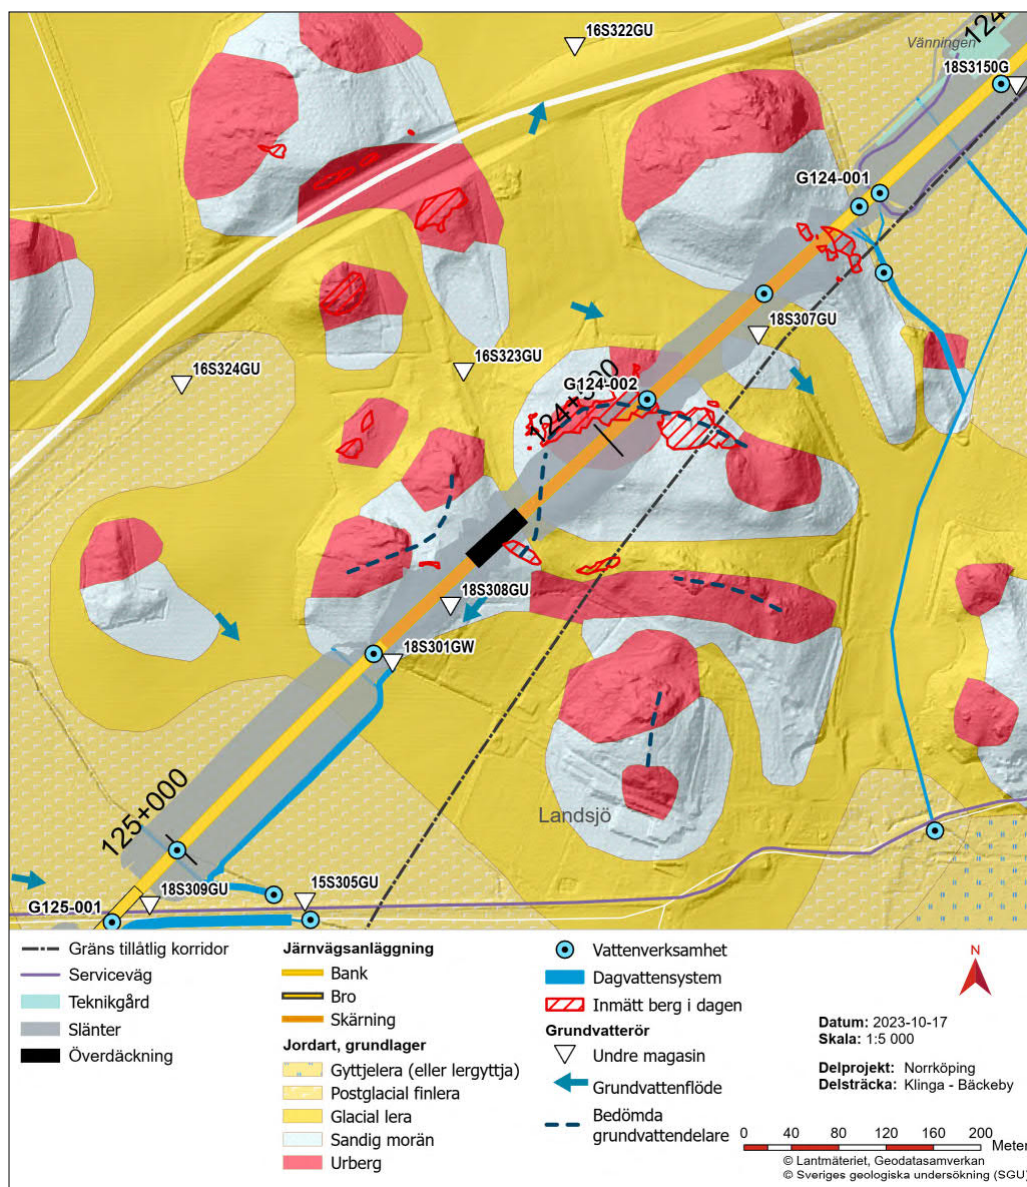 16S322GU
Vänningen
124
18S3150G
G124-001
18S307GU
16S323GU
16S324GU
G124-002
124+500
18S308GU
18S301GW
Landsjö
125+000
18S309GU
15S305GU
G125-001
Gräns tillåtlig korridor
Serviceväg
Teknikgård
Slänter
Överdäckning
Järnvägsanläggning
Bank
Bro
Skärning
Jordart, grundlager
Gyttjelera (eller lergyttja)
Postglacial finlera
Glacial lera
Sandig morän
Urberg
Vattenverksamhet
Dagvattensystem
Inmätt berg i dagen
Grundvatterör
Undre magasin
Grundvattenflöde
Bedömda
grundvattendelare
N
Datum: 2023-10-17
Skala: 1:5 000
Delprojekt: Norrköping
Delsträcka: Klinga - Bäckeby
0 40 80 120 160 200
Meter
© Lantmäteriet, Geodatasamverkan
© Sveriges geologiska undersökning (SGU)